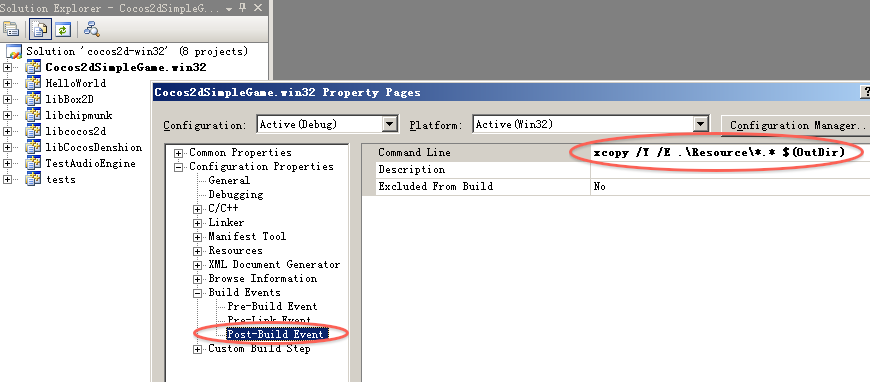 Solution Explorer - Cocos2dSimpleG...
Solution 'cocos2d-win32' (8 projects)
Cocos2dSimpleGame.win32
HelloWorld
libBox2D
libchipmunk
libcocos2d
libCocosDenshion
TestAudioEngine
tests
Cocos2dSimpleGame.win32 Property Pages
Configuration: Active(Debug) Platform: Active(Win32) Configuration Manager..
Common Properties
Configuration Properties
General
Debugging
C/C++
Linker
Manifest Tool
Resources
XML Document Generator
Browse Information
Build Events
Pre-Build Event
Pre-Link Event
Post-Build Event
Custom Build Step
Command Line xcopy /Y /E .\Resource\*.* $(OutDir)
Description
Excluded From Build No